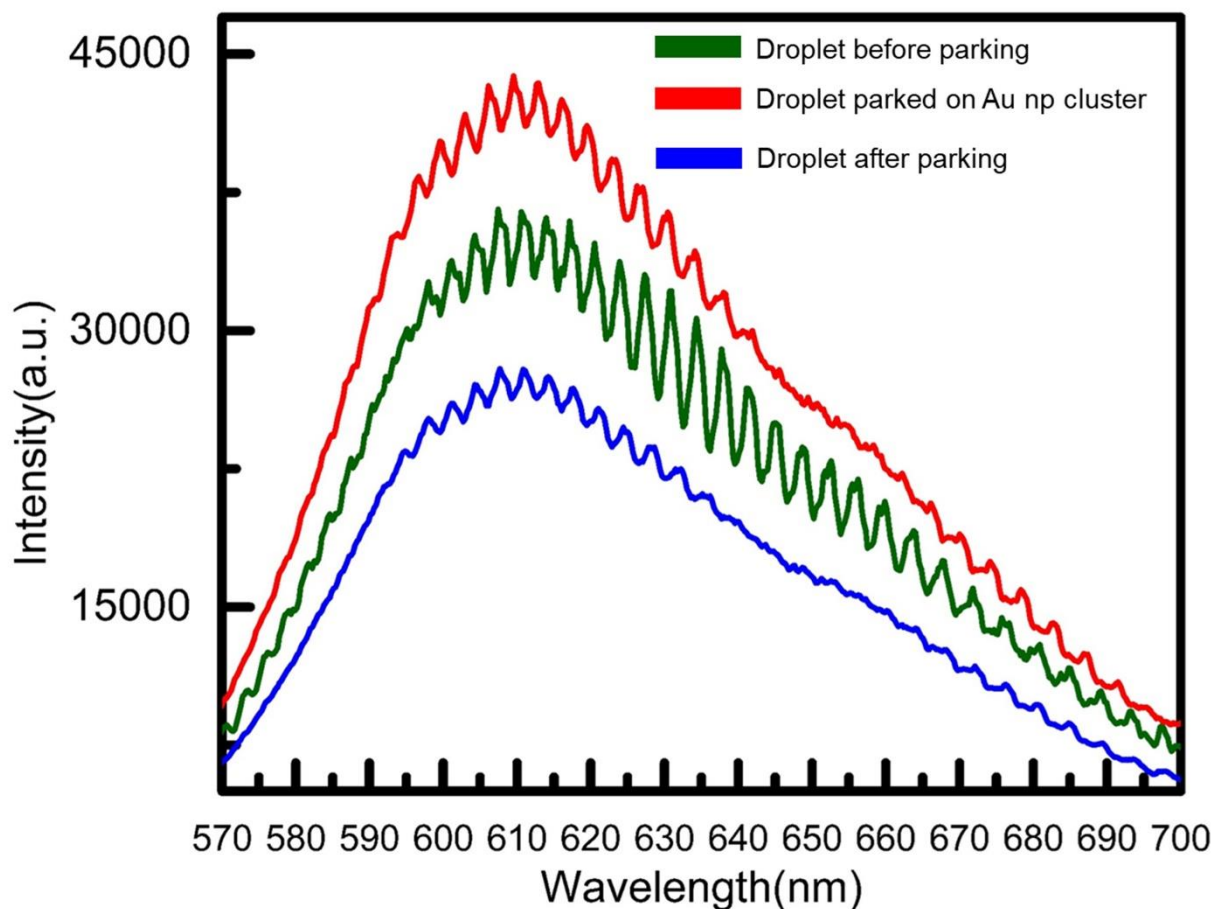 45000
30000
15000
Intensity(a.u.)
Droplet before parking
Droplet parked on Au np cluster
Droplet after parking
570 580 590 600 610 620 630 640 650 660 670 680 690 700
Wavelength(nm)